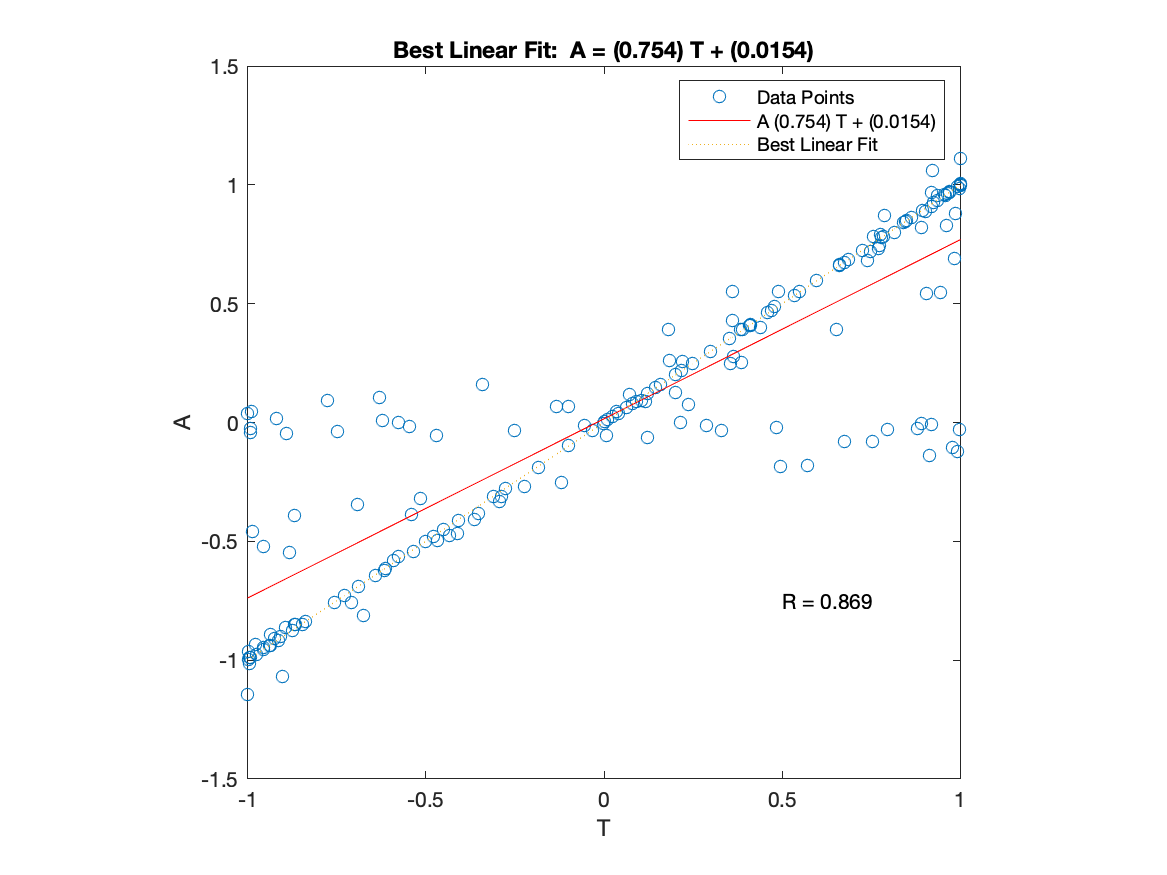 Best Linear Fit:  A = (0.754) T + (0.0154)
1.5
Data Points
A (0.754) T + (0.0154)
Best Linear Fit
1
0.5
A
0
-0.5
R = 0.869
-1
-1.5
-1 -0.5 0 0.5 1
T